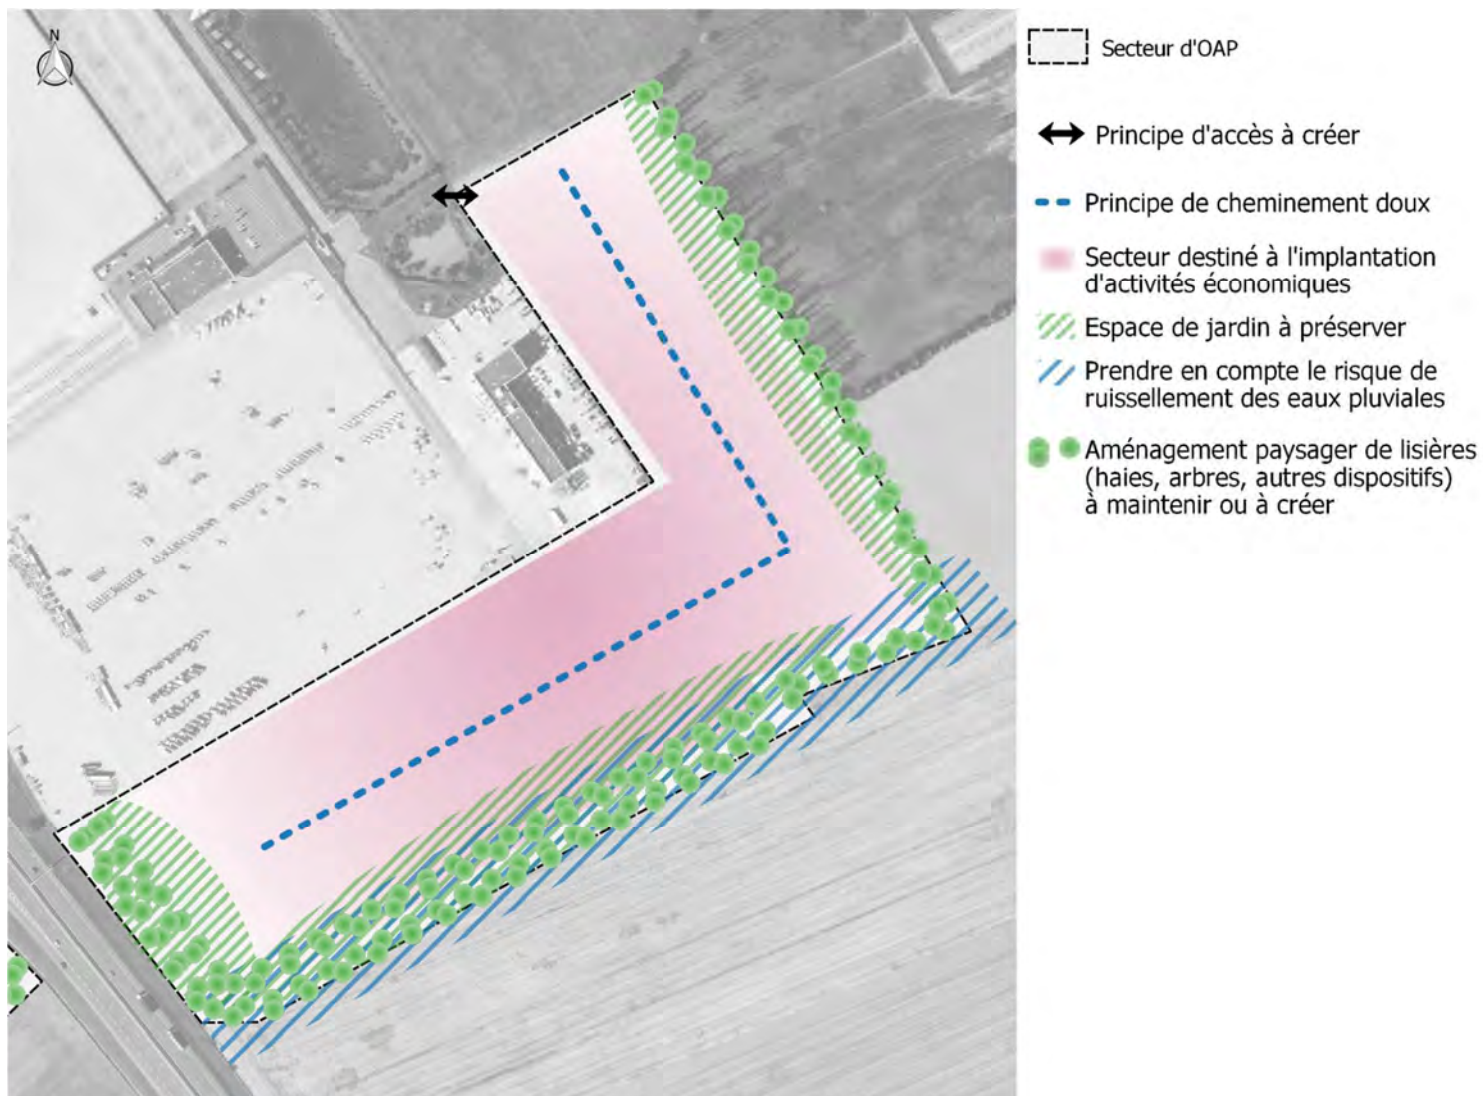 N
Secteur d'OAP
Principe d'accès à créer
Principe de cheminement doux
Secteur destiné à l'implantation
d'activités économiques
Espace de jardin à préserver
Prendre en compte le risque de
ruissellement des eaux pluviales
Aménagement paysager de lisières
(haies, arbres, autres dispositifs)
à maintenir ou à créer